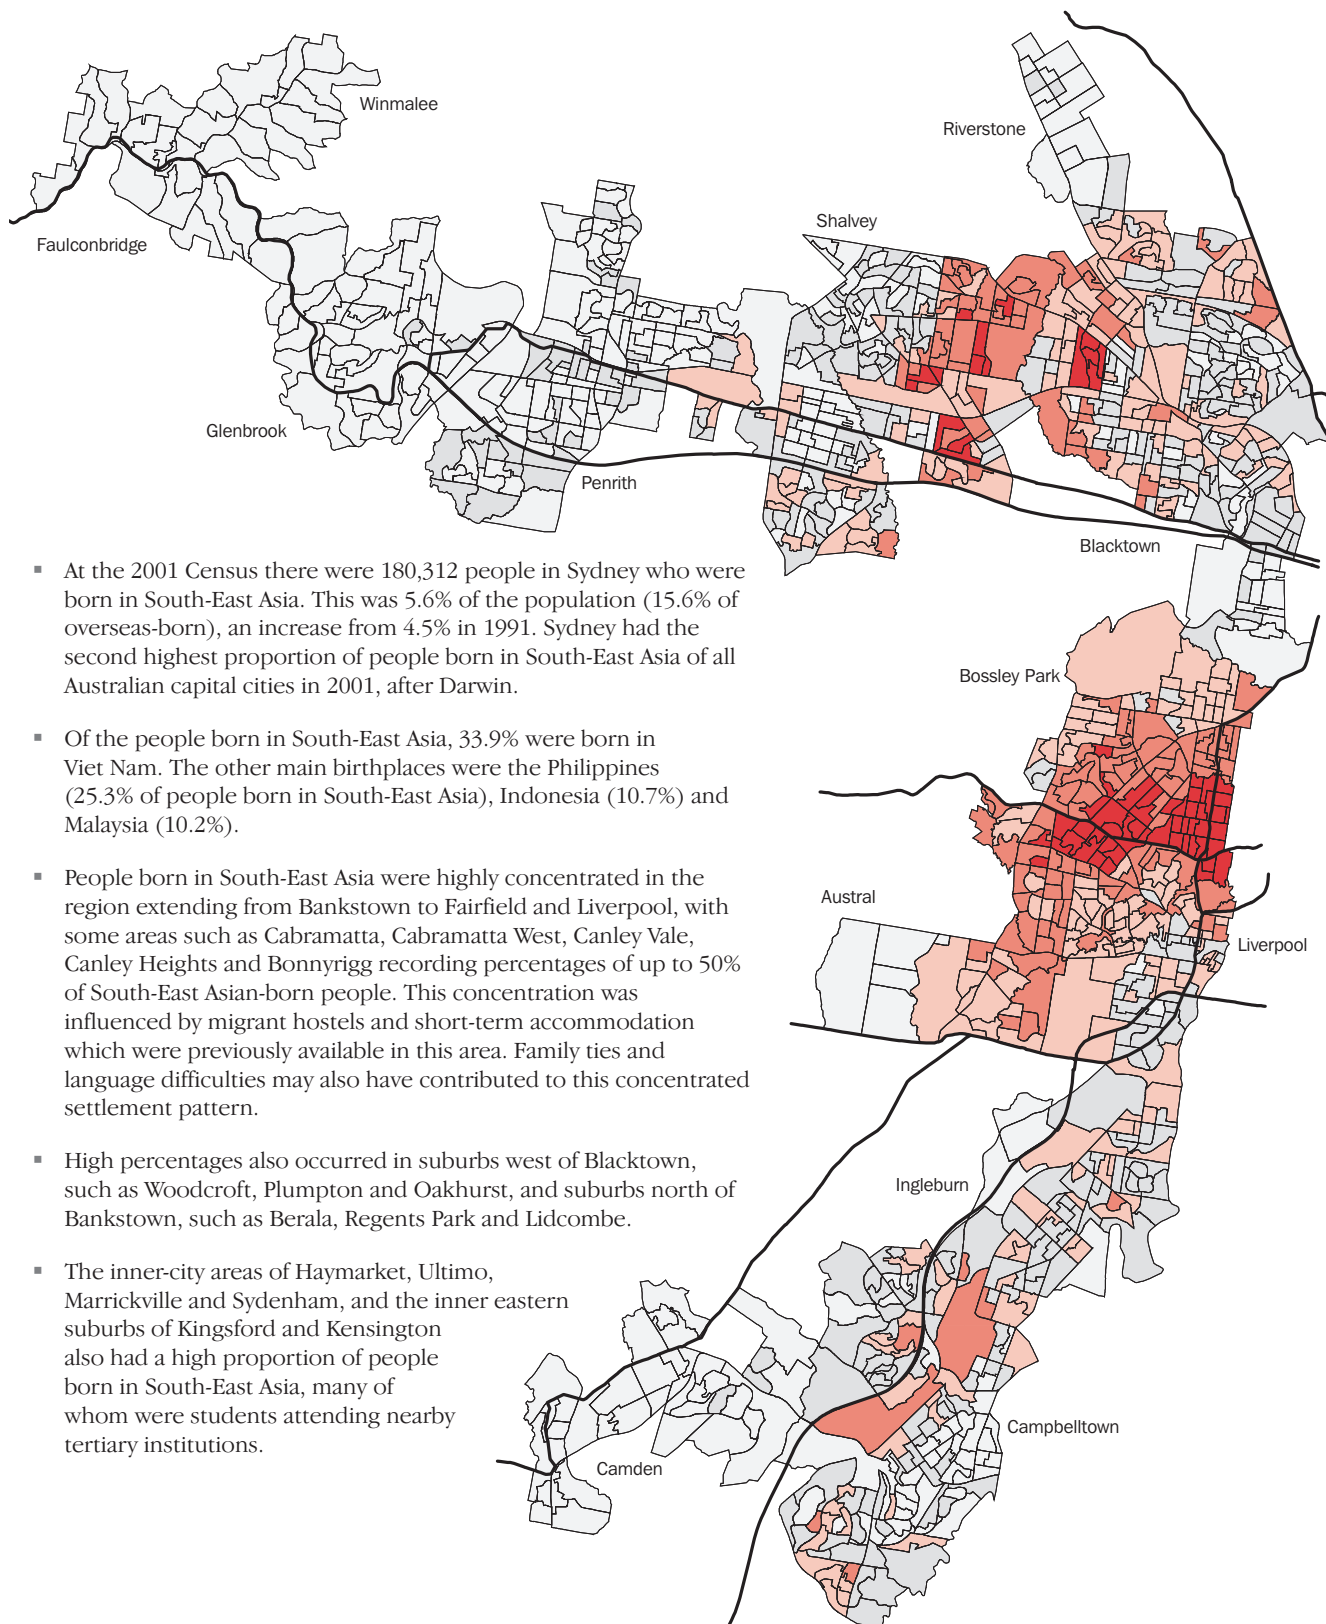 Winmalee
Riverstone
Shalvey
Faulconbridge
Glenbrook
Penrith
Blacktown
▪ At the 2001 Census there were 180,312 people in Sydney who were
born in South-East Asia. This was 5.6% of the population (15.6% of
overseas-born), an increase from 4.5% in 1991. Sydney had the
second highest proportion of people born in South-East Asia of all
Australian capital cities in 2001, after Darwin.
▪ Of the people born in South-East Asia, 33.9% were born in
Viet Nam. The other main birthplaces were the Philippines
(25.3% of people born in South-East Asia), Indonesia (10.7%) and
Malaysia (10.2%).
▪ People born in South-East Asia were highly concentrated in the
region extending from Bankstown to Fairfield and Liverpool, with
some areas such as Cabramatta, Cabramatta West, Canley Vale,
Canley Heights and Bonnyrigg recording percentages of up to 50%
of South-East Asian-born people. This concentration was
influenced by migrant hostels and short-term accommodation
which were previously available in this area. Family ties and
language difficulties may also have contributed to this concentrated
settlement pattern.
▪ High percentages also occurred in suburbs west of Blacktown,
such as Woodcroft, Plumpton and Oakhurst, and suburbs north of
Bankstown, such as Berala, Regents Park and Lidcombe.
▪ The inner-city areas of Haymarket, Ultimo,
Marrickville and Sydenham, and the inner eastern
suburbs of Kingsford and Kensington
also had a high proportion of people
born in South-East Asia, many of
whom were students attending nearby
tertiary institutions.
Bossley Park
Austral
Liverpool
Ingleburn
Campbelltown
Camden